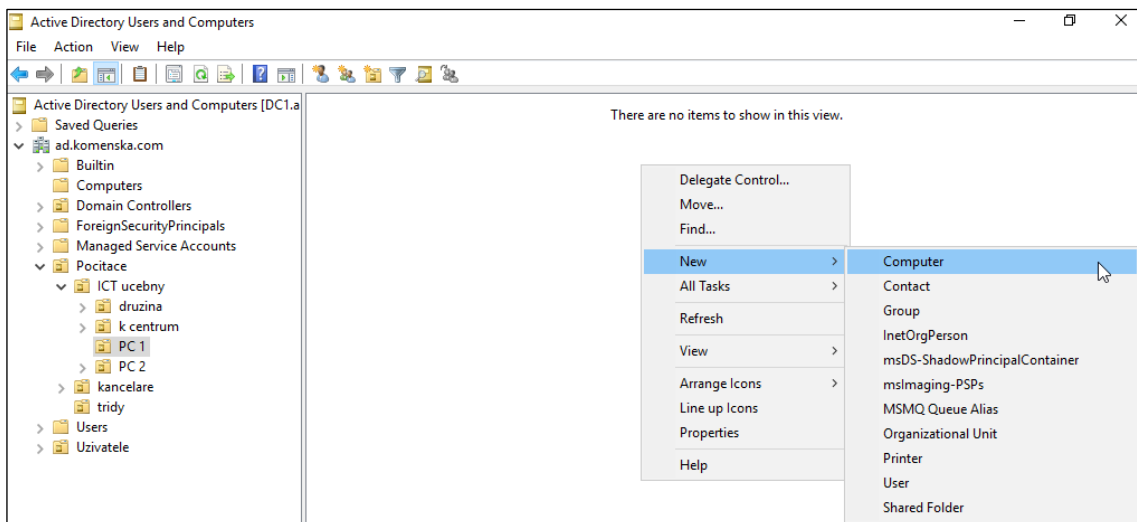 Active Directory Users and Computers
File Action View Help
Active Directory Users and Computers [DC1.a
Saved Queries
ad.komenska.com
Builtin
Computers
Domain Controllers
ForeignSecurityPrincipals
Managed Service Accounts
Pocitace
ICT ucebny
druzina
k centrum
PC 1
PC 2
kancelare
tridy
Users
Uzivatele
There are no items to show in this view.
Delegate Control...
Move...
Find...
New
All Tasks
Refresh
View
Arrange Icons
Line up Icons
Properties
Help
Computer
Contact
Group
InetOrgPerson
msDS-ShadowPrincipalContainer
msImaging-PSPs
MSMQ Queue Alias
Organizational Unit
Printer
User
Shared Folder